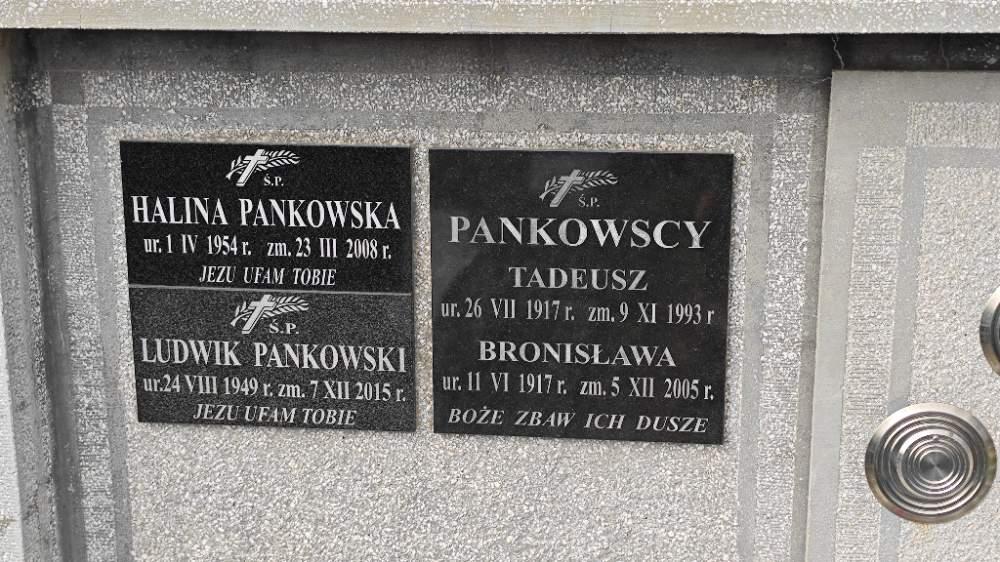 Ś.P.
HALINA PANKOWSKA
ur. 1 IV 1954 r. zm. 23 III 2008 r.
JEZU UFAM TOBIE
Ś.P.
LUDWIK PANKOWSKI
ur.24 VIII 1949 r. zm. 7 XII 2015 r.
JEZU UFAM TOBIE
Ś.P.
PANKOWSCY
TADEUSZ
ur. 26 VII 1917 r. zm. 9 XI 1993 r
BRONISŁAWA
ur. 11 VI 1917 r. zm. 5 XII 2005 r.
BOŻE ZBAW ICH DUSZE